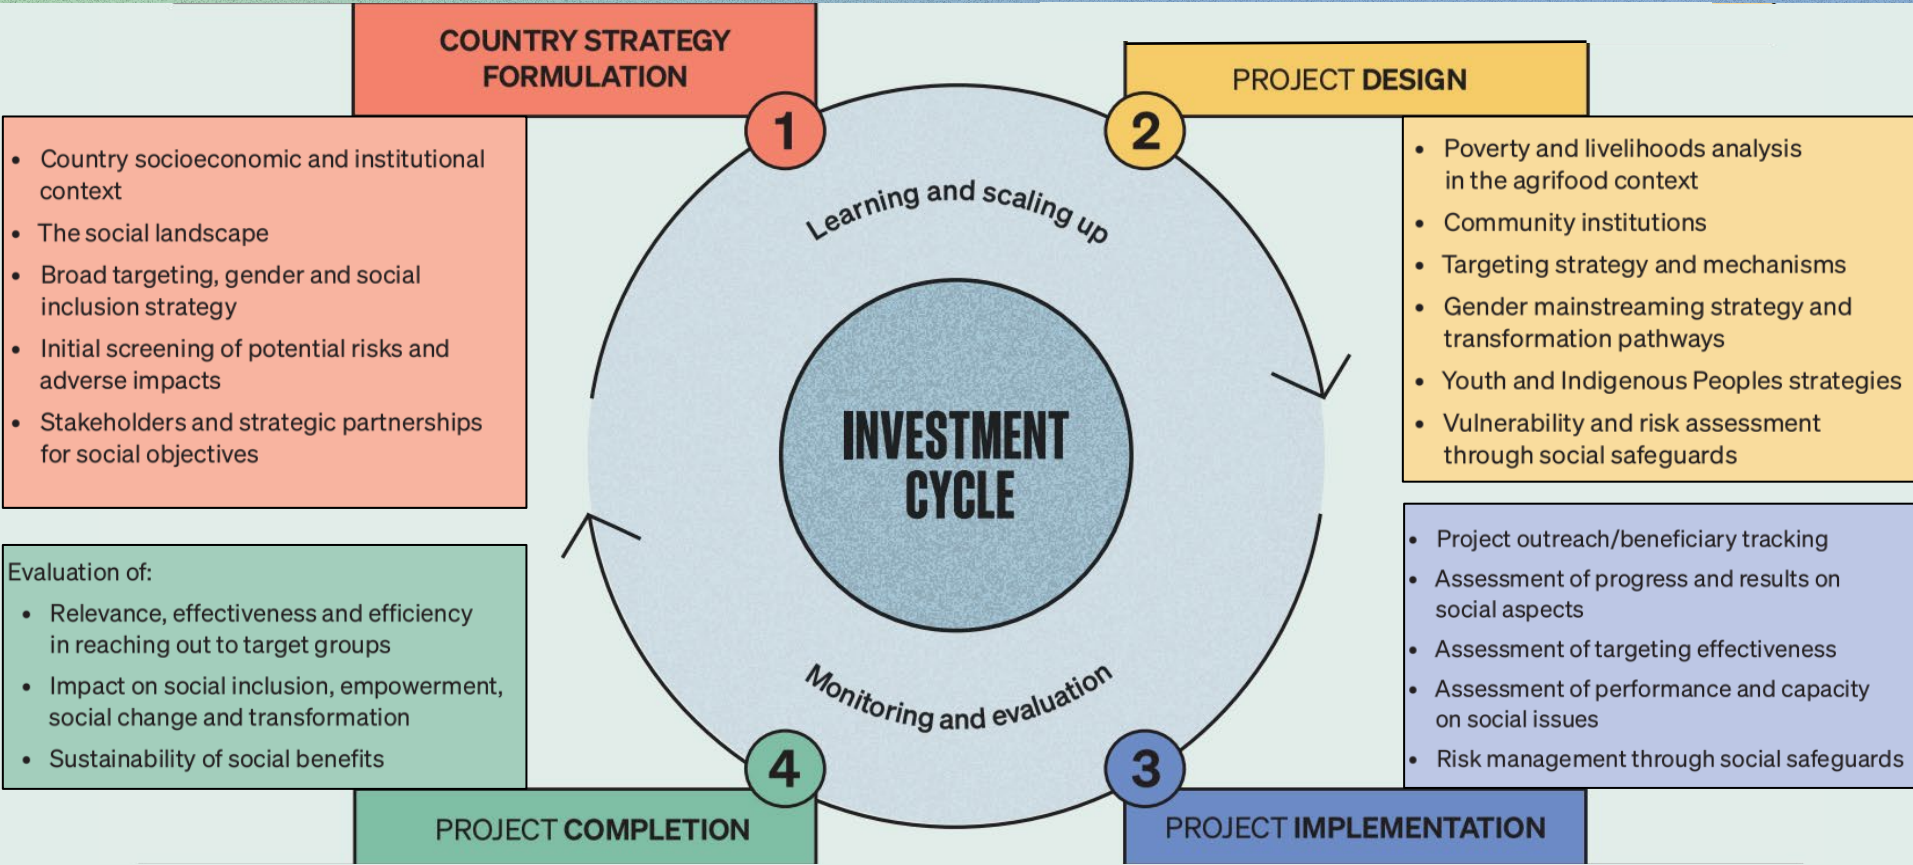 COUNTRY STRATEGY
FORMULATION
1
• Country socioeconomic and institutional
context
• The social landscape
• Broad targeting, gender and social
inclusion strategy
• Initial screening of potential risks and
adverse impacts
• Stakeholders and strategic partnerships
for social objectives
PROJECT DESIGN
2
• Poverty and livelihoods analysis
in the agrifood context
• Community institutions
• Targeting strategy and mechanisms
• Gender mainstreaming strategy and
transformation pathways
• Youth and Indigenous Peoples strategies
• Vulnerability and risk assessment
through social safeguards
Learning and scaling up
INVESTMENT
CYCLE
Monitoring and evaluation
• Project outreach/beneficiary tracking
• Assessment of progress and results on
social aspects
• Assessment of targeting effectiveness
• Assessment of performance and capacity
on social issues
• Risk management through social safeguards
3
PROJECT IMPLEMENTATION
Evaluation of:
• Relevance, effectiveness and efficiency
in reaching out to target groups
• Impact on social inclusion, empowerment,
social change and transformation
• Sustainability of social benefits
4
PROJECT COMPLETION